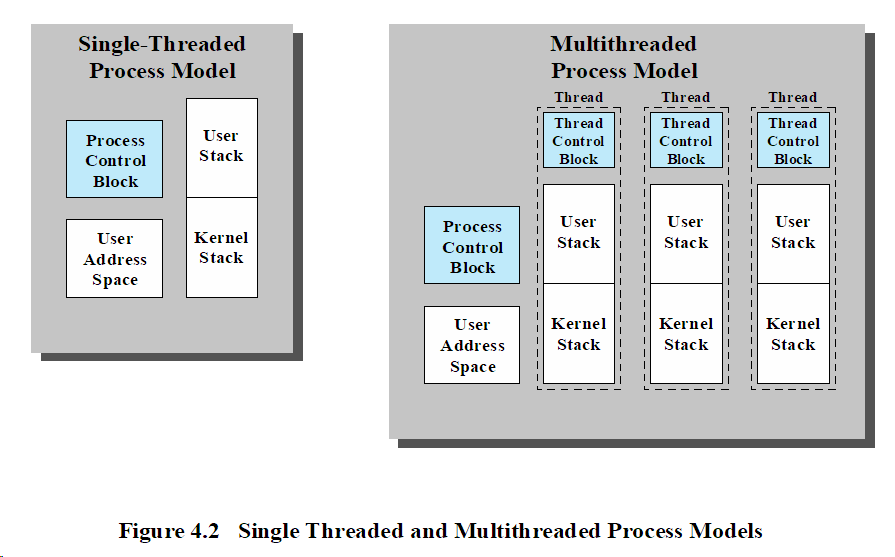 Single-Threaded
Process Model
Process
Control
Block
User
Stack
User
Address
Space
Kernel
Stack
Multithreaded
Process Model
Thread
Thread
Control
Block
User
Stack
Kernel
Stack
Thread
Thread
Control
Block
User
Stack
Kernel
Stack
Thread
Thread
Control
Block
User
Stack
Kernel
Stack
Process
Control
Block
User
Address
Space
Figure 4.2 Single Threaded and Multithreaded Process Models